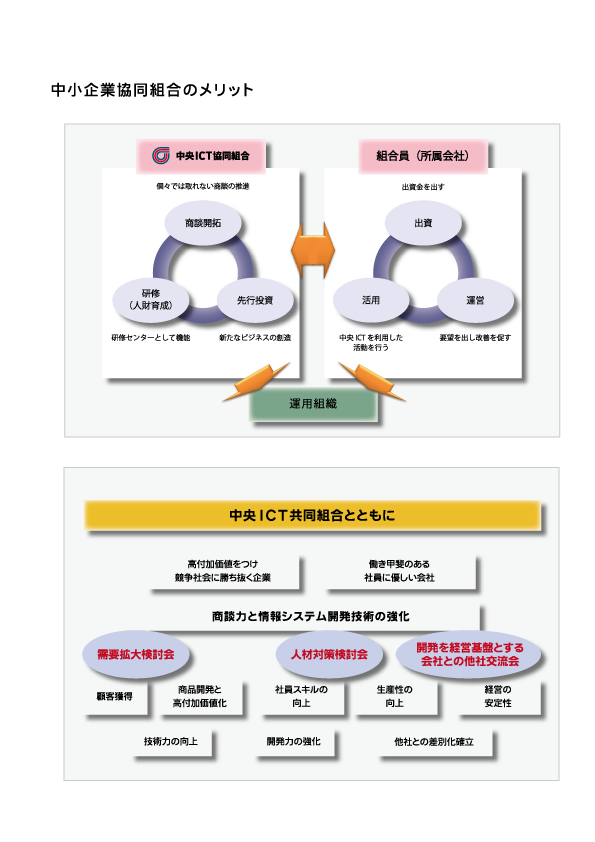 中小企業協同組合のメリット
中央ICT協同組合
個々では取れない商談の推進
商談開拓
研修
（人財育成）
先行投資
研修センターとして機能
新たなビジネスの創造
組合員（所属会社）
出資金を出す
出資
活用
運営
中央 ICT を利用した
活動を行う
要望を出し改善を促す
運用組織
中央ＩＣＴ共同組合とともに
高付加価値をつけ
競争社会に勝ち抜く企業
働き甲斐のある
社員に優しい会社
商談力と情報システム開発技術の強化
需要拡大検討会
人材対策検討会
開発を経営基盤とする
会社との他社交流会
顧客獲得
商品開発と
高付加価値化
社員スキルの
向上
生産性の
向上
経営の
安定性
技術力の向上
開発力の強化
他社との差別化確立